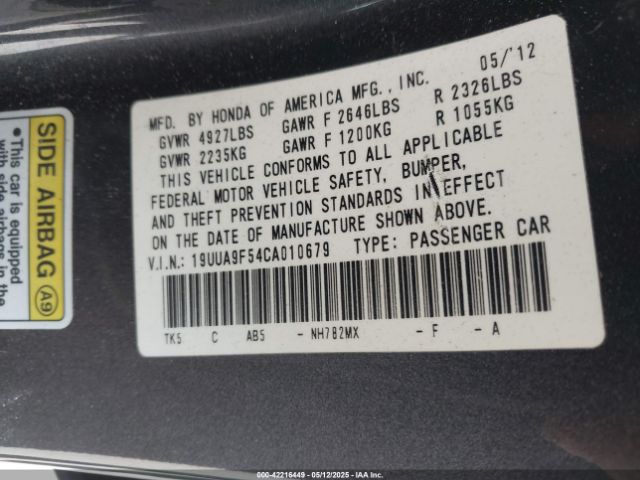 05/'12
MFD. BY HONDA OF AMERICA MFG., INC.
GVWR 4927LBS GAWR F 2646LBS R 2326LBS
GVWR 2235KG GAWR F 1200KG R 1055KG
THIS VEHICLE CONFORMS TO ALL APPLICABLE
FEDERAL MOTOR VEHICLE SAFETY, BUMPER,
AND THEFT PREVENTION STANDARDS IN EFFECT
ON THE DATE OF MANUFACTURE SHOWN ABOVE.
V.I.N.: 19UUA9F54CA010679 TYPE: PASSENGER CAR
TK5 C AB5 - NH782MX - F - A
SIDE AIRBAG A9
•This car is equipped
with side airbags in the
000-42216449 - 05/12/2025 - IAAI.COM